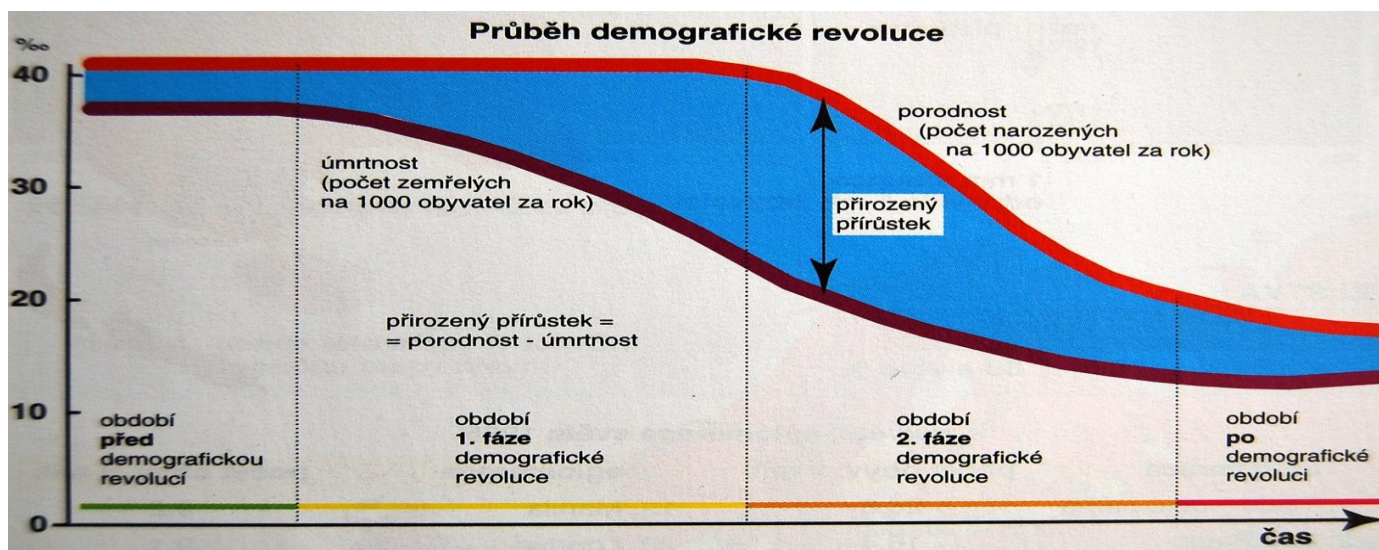 Průběh demografické revoluce
‰
40
30
20
10
0
porodnost
(počet narozených
na 1000 obyvatel za rok)
úmrtnost
(počet zemřelých
na 1000 obyvatel za rok)
přirozený
přírůstek
přirozený přírůstek =
= porodnost - úmrtnost
období
před
demografickou
revolucí
období
1. fáze
demografické
revoluce
období
2. fáze
demografické
revoluce
období
po
demografické
revoluci
čas